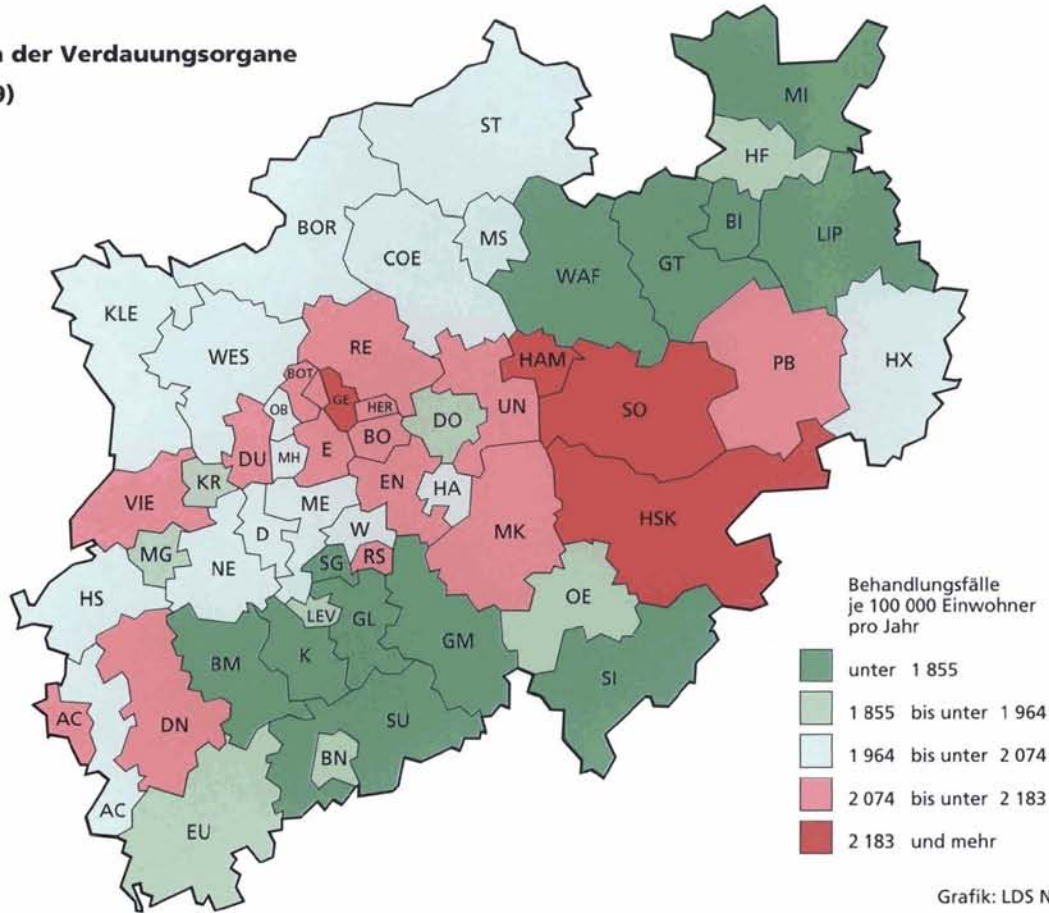 der Verdauungsorgane
MI
ST
HF
BOR
MS
BI
LIP
COE
WAF
GT
KLE
WES
RE
HAM
PB
HX
BOT
GE
HER
OB
UN
SO
DO
BO
E
DU
MH
KR
VIE
EN
HA
ME
HSK
MK
D
W
MG
RS
NE
SG
HS
OE
LEV
GL
GM
K
BM
SI
AC
DN
SU
BN
AC
EU
Behandlungsfälle
je 100 000 Einwohner
pro Jahr
unter 1 855
1 855 bis unter 1 964
1 964 bis unter 2 074
2 074 bis unter 2 183
2 183 und mehr
Grafik: LDS